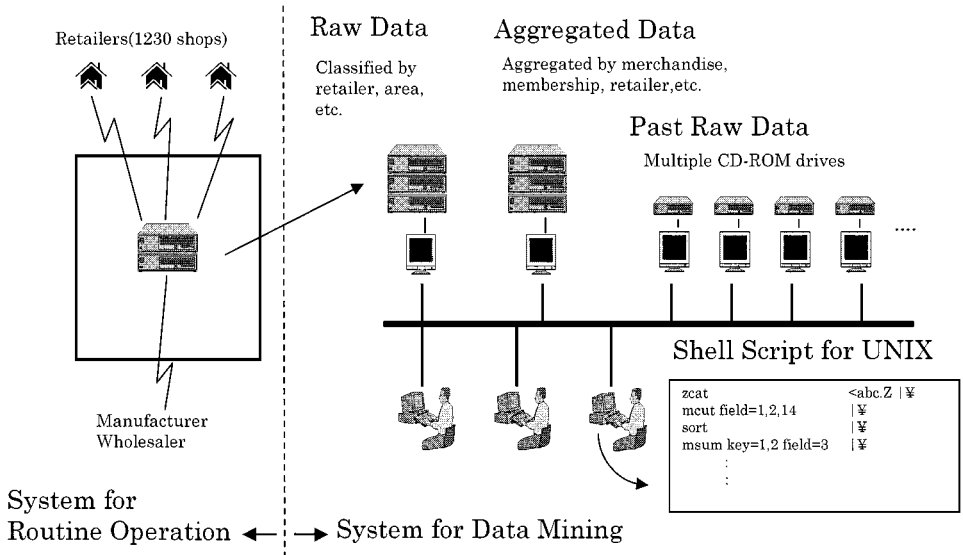 Retailers(1230 shops)
Manufacturer
Wholesaler
System for
Routine Operation
Raw Data
Classified by
retailer, area,
etc.
Aggregated Data
Aggregated by merchandise,
membership, retailer,etc.
Past Raw Data
Multiple CD-ROM drives
....
Shell Script for UNIX
zcat <abc.Z | ¥
mcut field=1,2,14 | ¥
sort | ¥
msum key=1,2 field=3 | ¥
:
:
System for Data Mining